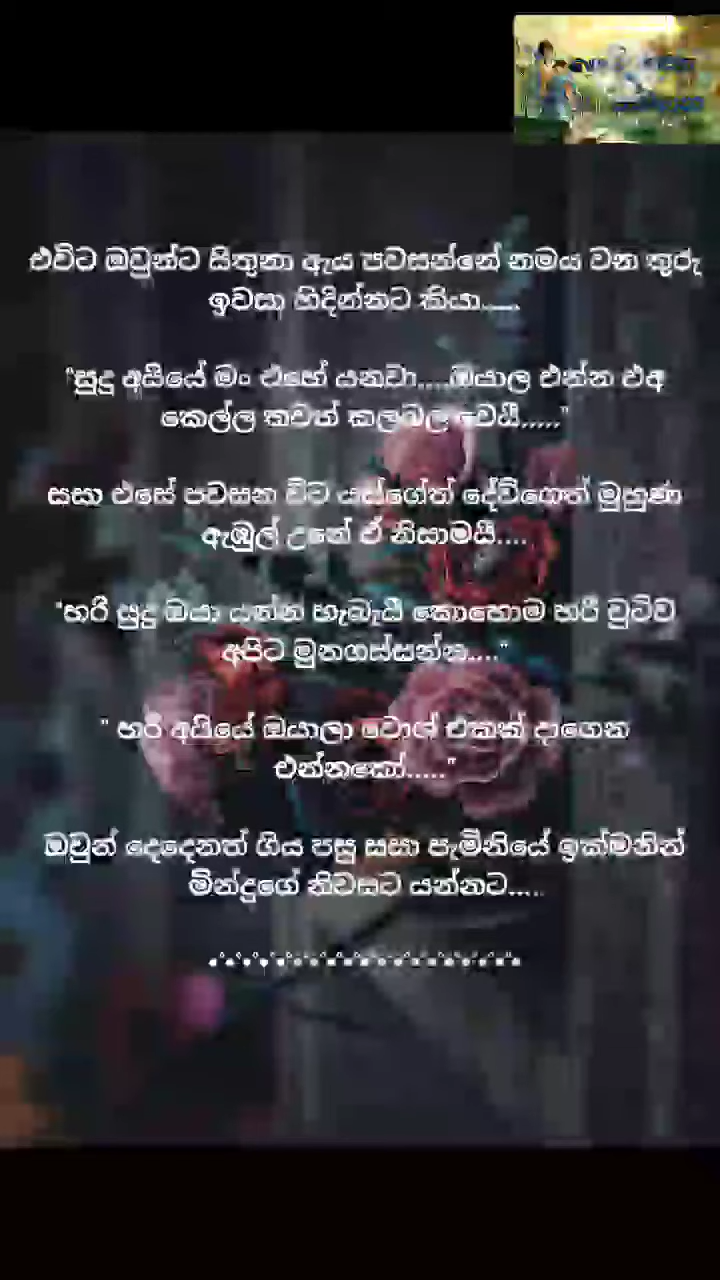 එවිට ඔවුන්ට සිතුනා ඇය පවසන්නේ නමය වන තුරු
ඉවසා හිදින්නට කියා.....
"සුදු අයියේ මං එහේ යනවා....ඔයාල එන්න එඅ
කෙල්ල තවත් කලබල වෙයි....."
සසා එසේ පවසන විට යස්ගේත් දේව්ගෙත් මුහුණ
ඇඹුල් උනේ ඒ නිසාමයි....
"හරි සුදු ඔයා යන්න හැබැයි කොහොම හරි චූටිව
අපිට මුනගස්සන්න...."
" හරි අයියේ ඔයාලා වොශ් එකක් දාගෙන
එන්නකෝ....."
ඔවුන් දෙදෙනත් ගිය පසු සසා පැමිනියේ ඉක්මනින්
මින්දුගේ නිවසට යන්නට.....